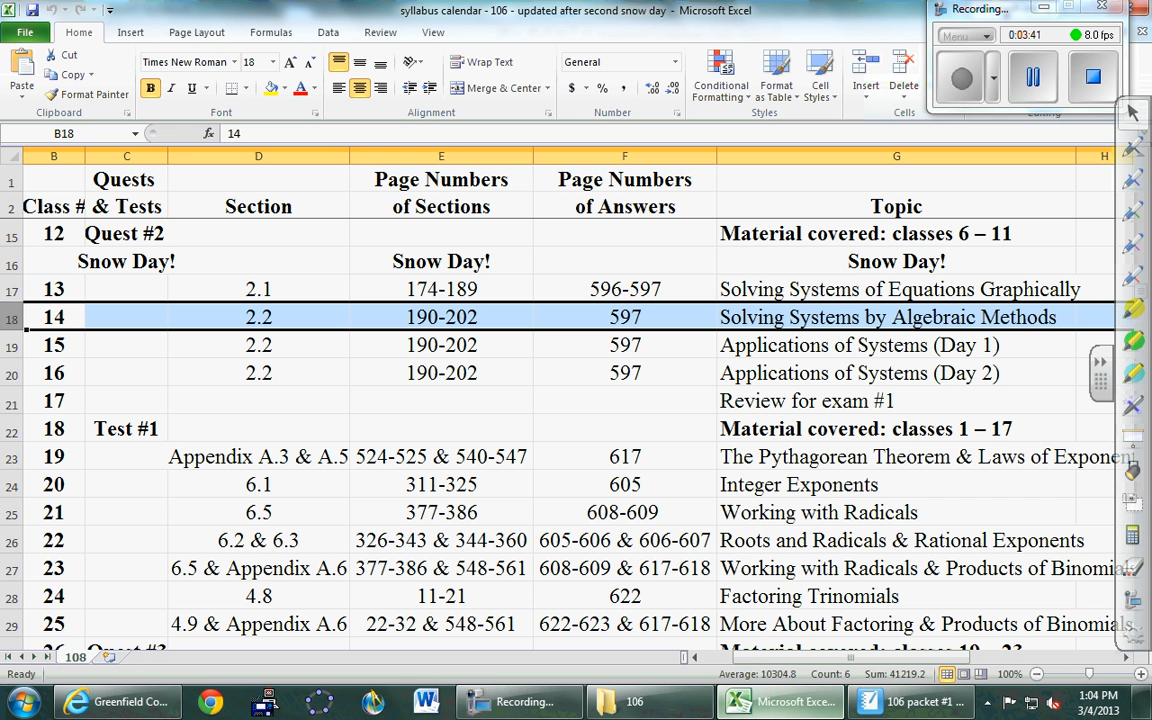 syllabus calendar - 106 - updated after second snow day - Microsoft Excel
Recording...
File Home Insert Page Layout Formulas Data Review View
Menu 0:03:41 8.0 fps
Paste Cut Copy Format Painter
Times New Roman 18 B I U A
Wrap Text Merge & Center
General $ % ,
Conditional Formatting Format as Table Cell Styles Insert Delete
Clipboard Font Alignment Number Styles Cells Editing
B18 fx 14
B C D E F G H
1 Quests Page Numbers Page Numbers
2 Class # & Tests Section of Sections of Answers Topic
15 12 Quest #2 Material covered: classes 6 – 11
16 Snow Day! Snow Day! Snow Day!
17 13 2.1 174-189 596-597 Solving Systems of Equations Graphically
18 14 2.2 190-202 597 Solving Systems by Algebraic Methods
19 15 2.2 190-202 597 Applications of Systems (Day 1)
20 16 2.2 190-202 597 Applications of Systems (Day 2)
21 17 Review for exam #1
22 18 Test #1 Material covered: classes 1 – 17
23 19 Appendix A.3 & A.5 524-525 & 540-547 617 The Pythagorean Theorem & Laws of Exponen
24 20 6.1 311-325 605 Integer Exponents
25 21 6.5 377-386 608-609 Working with Radicals
26 22 6.2 & 6.3 326-343 & 344-360 605-606 & 606-607 Roots and Radicals & Rational Exponents
27 23 6.5 & Appendix A.6 377-386 & 548-561 608-609 & 617-618 Working with Radicals & Products of Binomials
28 24 4.8 11-21 622 Factoring Trinomials
29 25 4.9 & Appendix A.6 22-32 & 548-561 622-623 & 617-618 More About Factoring & Products of Binomials
26 Quest #3 Material covered: classes 19 – 23
108
Ready Average: 10304.8 Count: 6 Sum: 41219.2 100%
Greenfield Co... Recording... 106 Microsoft Exce... 106 packet #1 ... 1:04 PM
3/4/2013